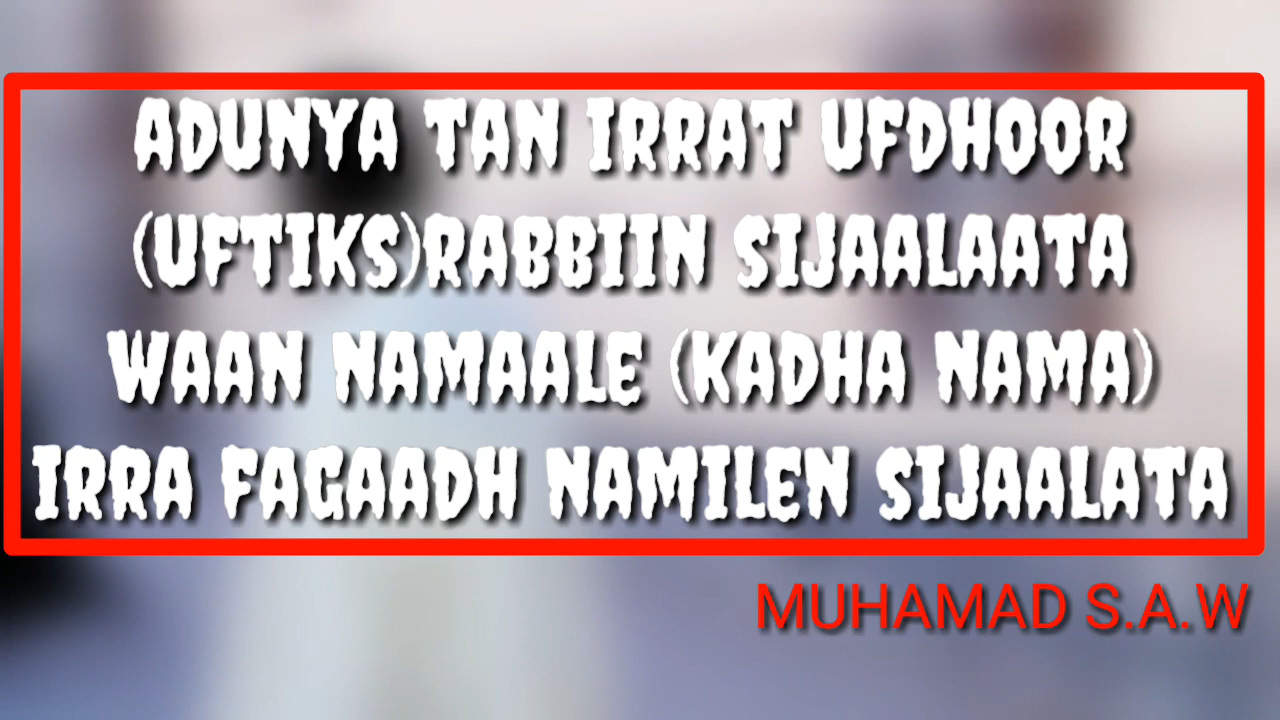 ADUNYA TAN IRRAT UFDHOOR
(UFTIKS)RABBIIN SIJAALAATA
WAAN NAMAALE (KADHA NAMA)
IRRA FAGAADH NAMILEN SIJAALATA
MUHAMAD S.A.W